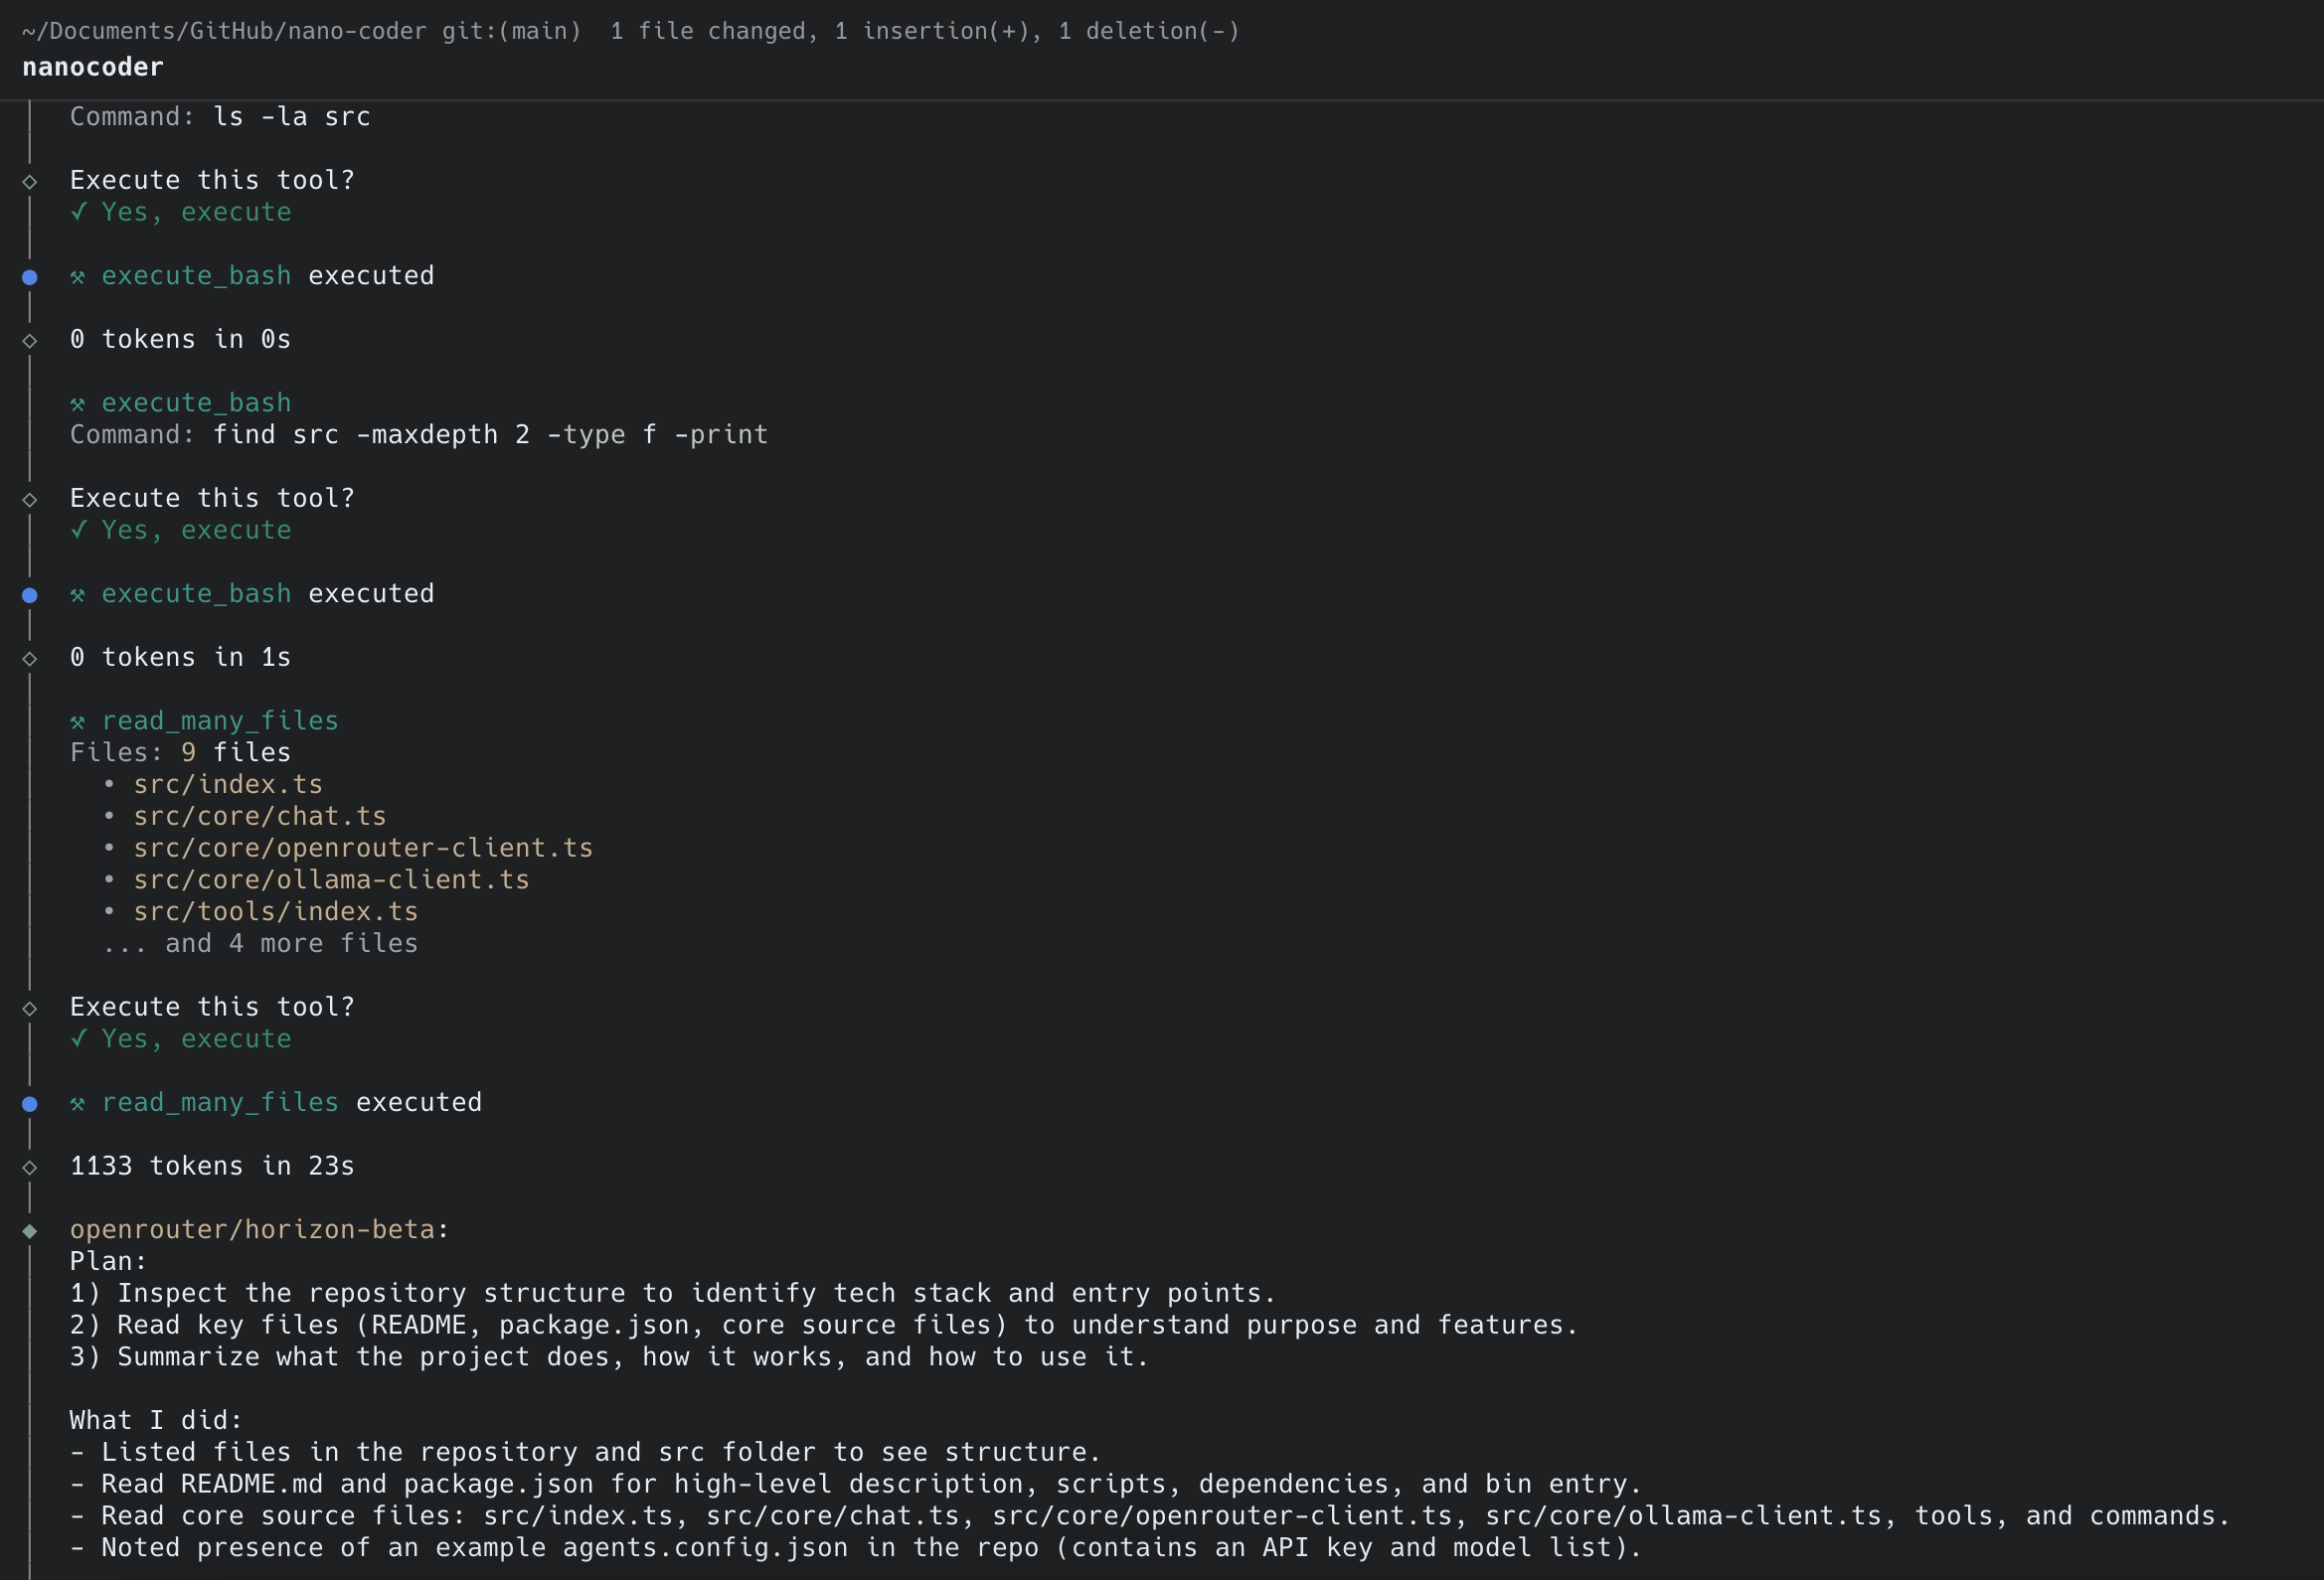 ~/Documents/GitHub/nano-coder git:(main)  1 file changed, 1 insertion(+), 1 deletion(-)
nanocoder
Command: ls -la src
Execute this tool?
✓ Yes, execute
⚒ execute_bash executed
0 tokens in 0s
⚒ execute_bash
Command: find src -maxdepth 2 -type f -print
Execute this tool?
✓ Yes, execute
⚒ execute_bash executed
0 tokens in 1s
⚒ read_many_files
Files: 9 files
• src/index.ts
• src/core/chat.ts
• src/core/openrouter-client.ts
• src/core/ollama-client.ts
• src/tools/index.ts
... and 4 more files
Execute this tool?
✓ Yes, execute
⚒ read_many_files executed
1133 tokens in 23s
openrouter/horizon-beta:
Plan:
1) Inspect the repository structure to identify tech stack and entry points.
2) Read key files (README, package.json, core source files) to understand purpose and features.
3) Summarize what the project does, how it works, and how to use it.
What I did:
- Listed files in the repository and src folder to see structure.
- Read README.md and package.json for high-level description, scripts, dependencies, and bin entry.
- Read core source files: src/index.ts, src/core/chat.ts, src/core/openrouter-client.ts, src/core/ollama-client.ts, tools, and commands.
- Noted presence of an example agents.config.json in the repo (contains an API key and model list).